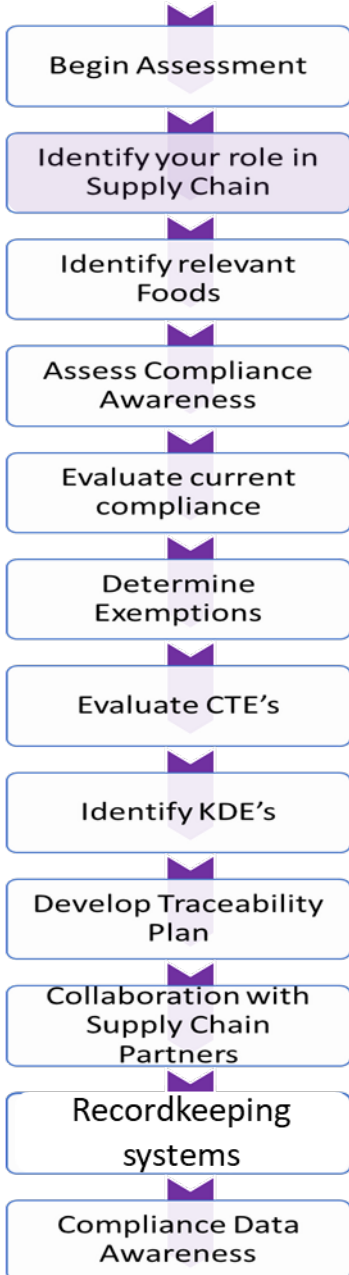 Begin Assessment
Identify your role in
Supply Chain
Identify relevant
Foods
Assess Compliance
Awareness
Evaluate current
compliance
Determine
Exemptions
Evaluate CTE's
Identify KDE's
Develop Traceability
Plan
Collaboration with
Supply Chain
Partners
Recordkeeping
systems
Compliance Data
Awareness